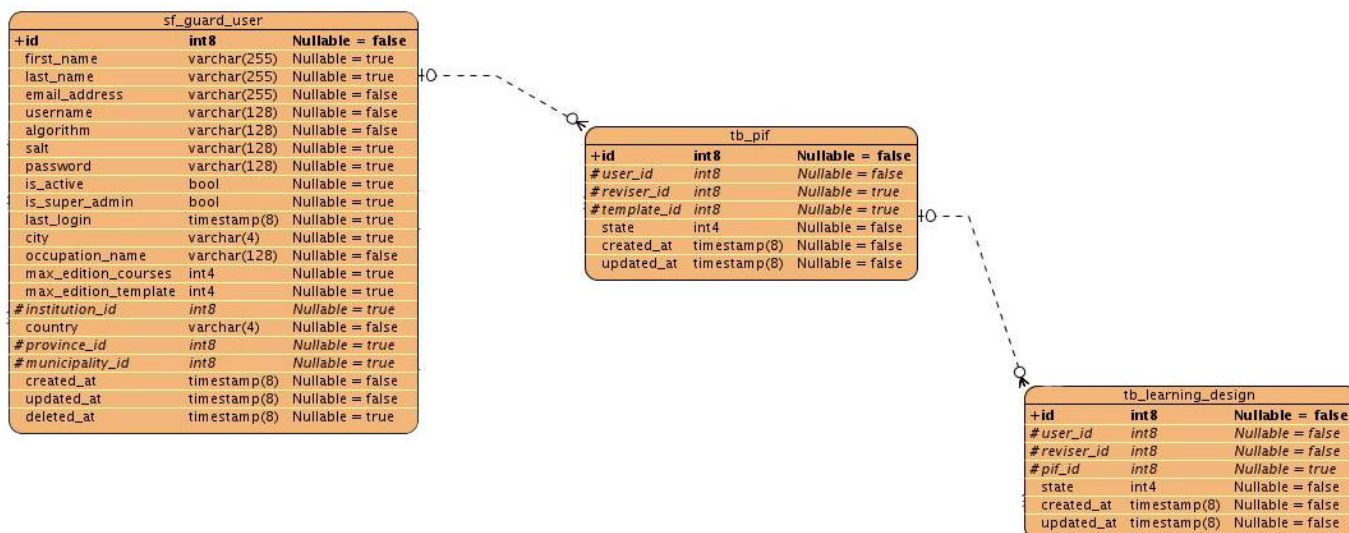 sf_guard_user
+id int8 Nullable = false
first_name varchar(255) Nullable = true
last_name varchar(255) Nullable = true
email_address varchar(255) Nullable = false
username varchar(128) Nullable = false
algorithm varchar(128) Nullable = false
salt varchar(128) Nullable = true
password varchar(128) Nullable = true
is_active bool Nullable = true
is_super_admin bool Nullable = true
last_login timestamp(8) Nullable = true
city varchar(4) Nullable = true
occupation_name varchar(128) Nullable = false
max_edition_courses int4 Nullable = true
max_edition_template int4 Nullable = true
#institution_id int8 Nullable = true
country varchar(4) Nullable = false
#province_id int8 Nullable = true
#municipality_id int8 Nullable = true
created_at timestamp(8) Nullable = false
updated_at timestamp(8) Nullable = false
deleted_at timestamp(8) Nullable = true
tb_pif
+id int8 Nullable = false
#user_id int8 Nullable = false
#reviser_id int8 Nullable = true
#template_id int8 Nullable = true
state int4 Nullable = false
created_at timestamp(8) Nullable = false
updated_at timestamp(8) Nullable = false
tb_learning_design
+id int8 Nullable = false
#user_id int8 Nullable = false
#reviser_id int8 Nullable = false
#pif_id int8 Nullable = true
state int4 Nullable = false
created_at timestamp(8) Nullable = false
updated_at timestamp(8) Nullable = false